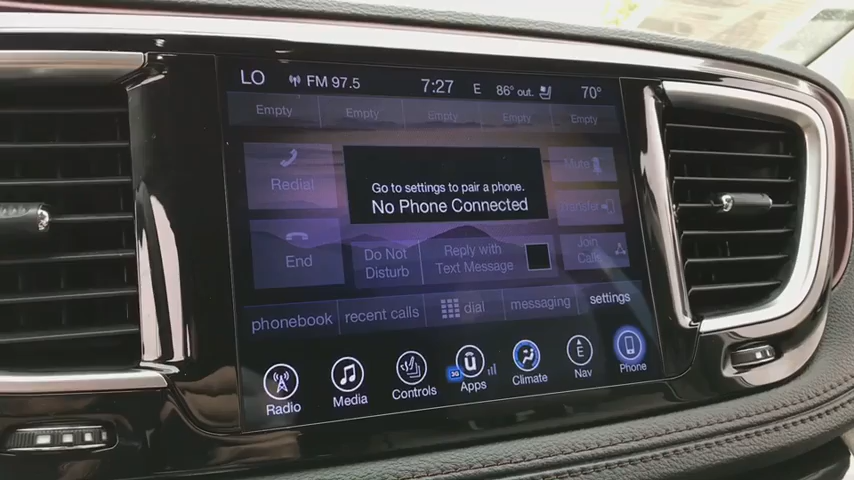 LO FM 97.5 7:27 E 86° out. 70°
Empty Empty Empty Empty Empty
Redial
Go to settings to pair a phone.
No Phone Connected
Mute
Transfer
End
Do Not
Disturb
Reply with
Text Message
Join
Calls
phonebook recent calls dial messaging settings
3G E
Radio Media Controls Apps Climate Nav Phone